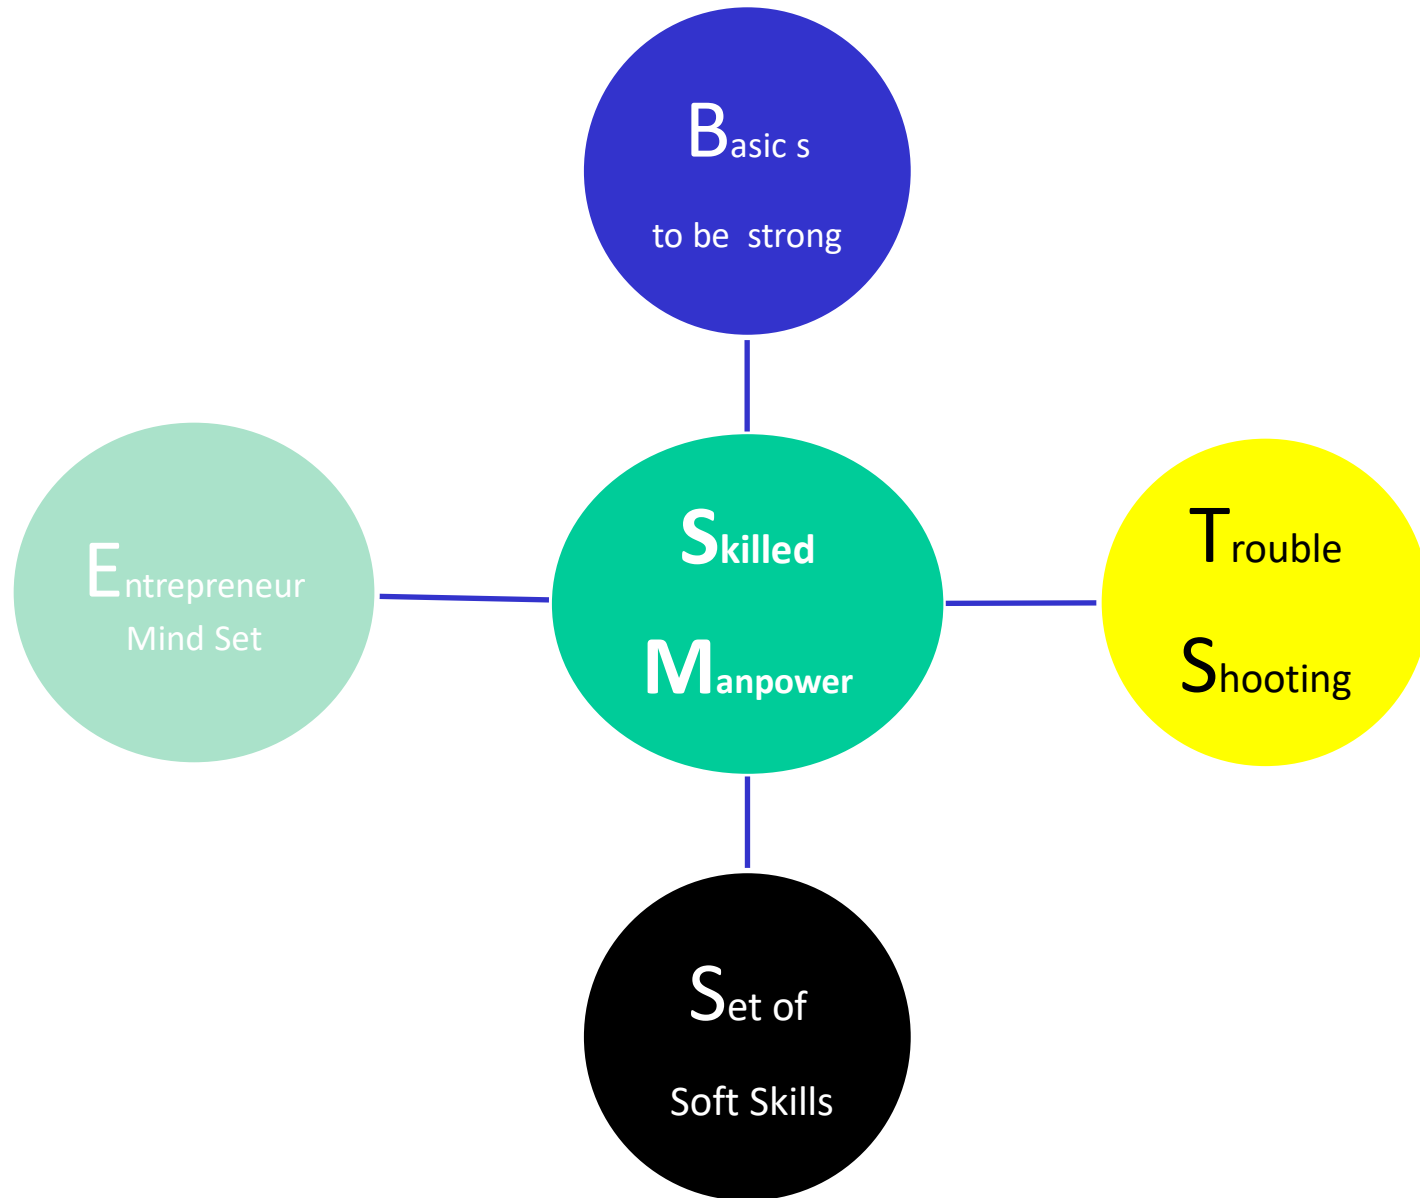 Basic s
to be strong
Entrepreneur
Mind Set
Skilled
Manpower
Trouble
Shooting
Set of
Soft Skills